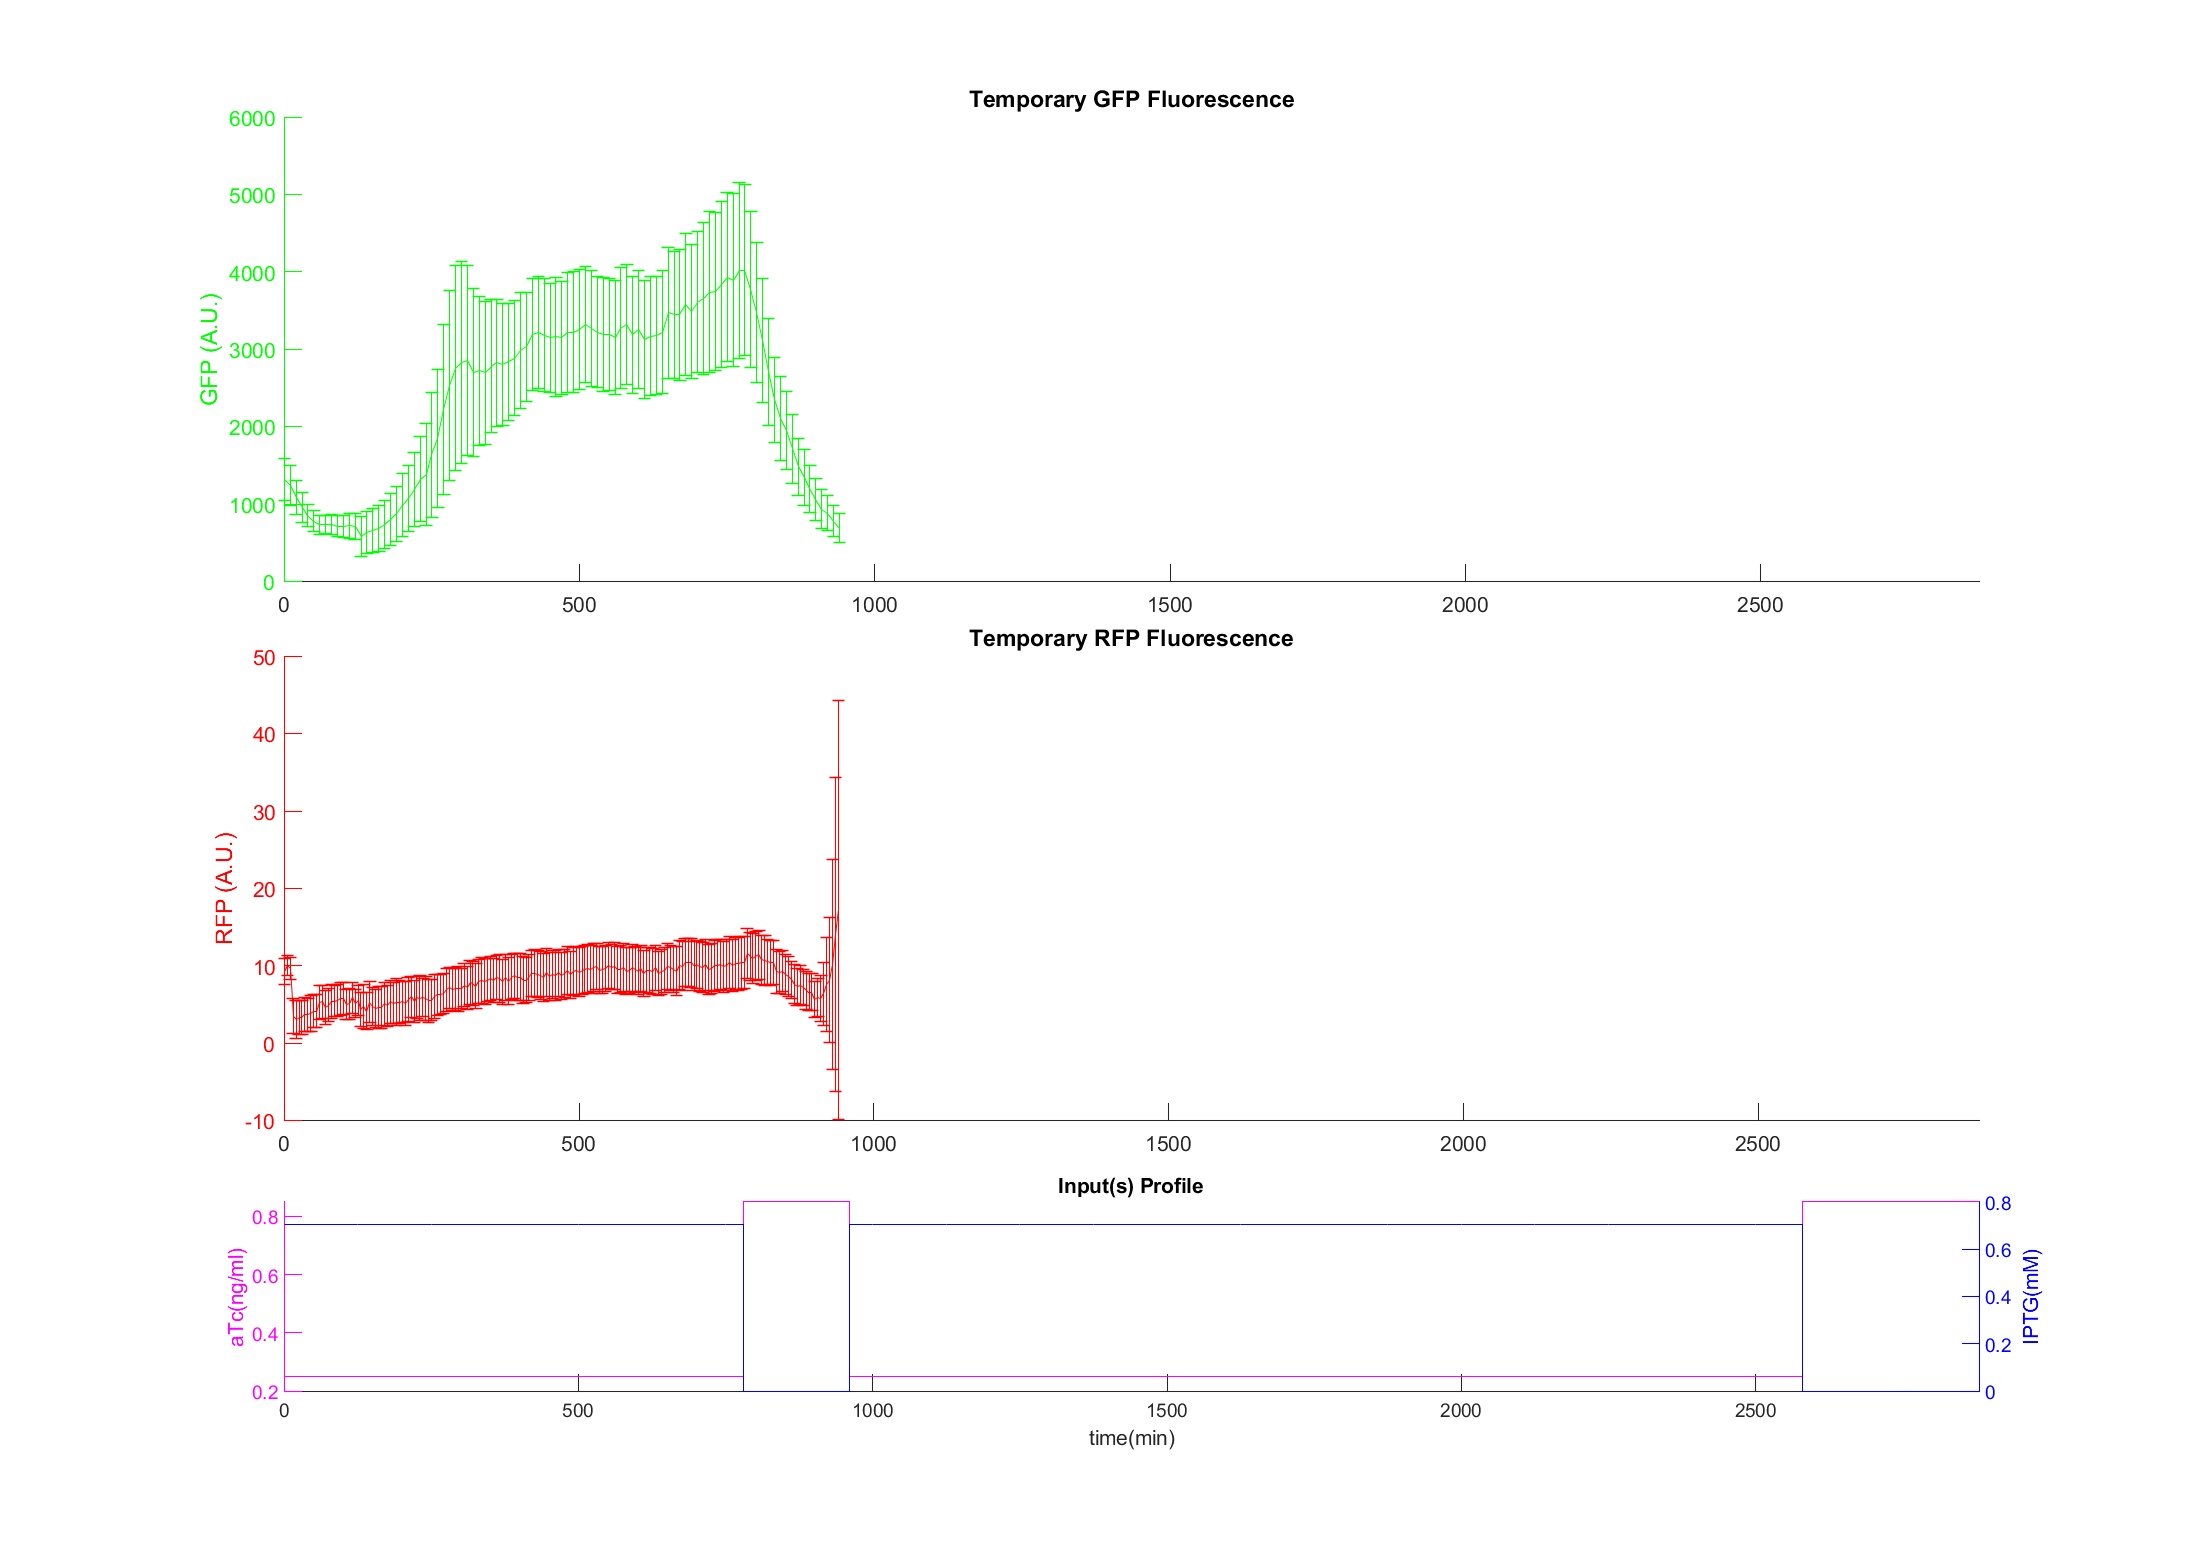 Temporary GFP Fluorescence
6000
5000
4000
3000
2000
1000
0
GFP (A.U.)
0 500 1000 1500 2000 2500
Temporary RFP Fluorescence
50
40
30
20
10
0
-10
RFP (A.U.)
0 500 1000 1500 2000 2500
Input(s) Profile
0.8
0.6
0.4
0.2
aTc(ng/ml)
0.8
0.6
0.4
0.2
0
IPTG(mM)
0 500 1000 1500 2000 2500
time(min)